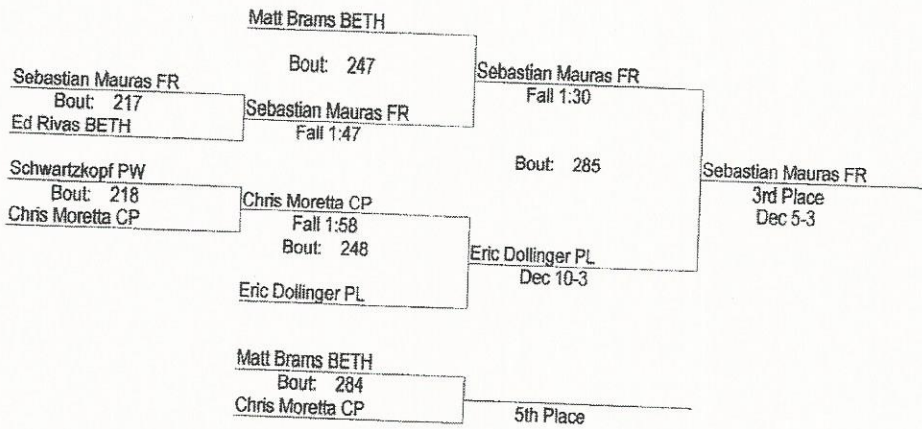 Matt Brams BETH
Bout: 247
Sebastian Mauras FR
Fall 1:30
Sebastian Mauras FR
Bout: 217
Ed Rivas BETH
Sebastian Mauras FR
Fall 1:47
Bout: 285
Sebastian Mauras FR
3rd Place
Dec 5-3
Schwartzkopf PW
Bout: 218
Chris Moretta CP
Chris Moretta CP
Fall 1:58
Bout: 248
Eric Dollinger PL
Dec 10-3
Eric Dollinger PL
Matt Brams BETH
Bout: 284
Chris Moretta CP
5th Place